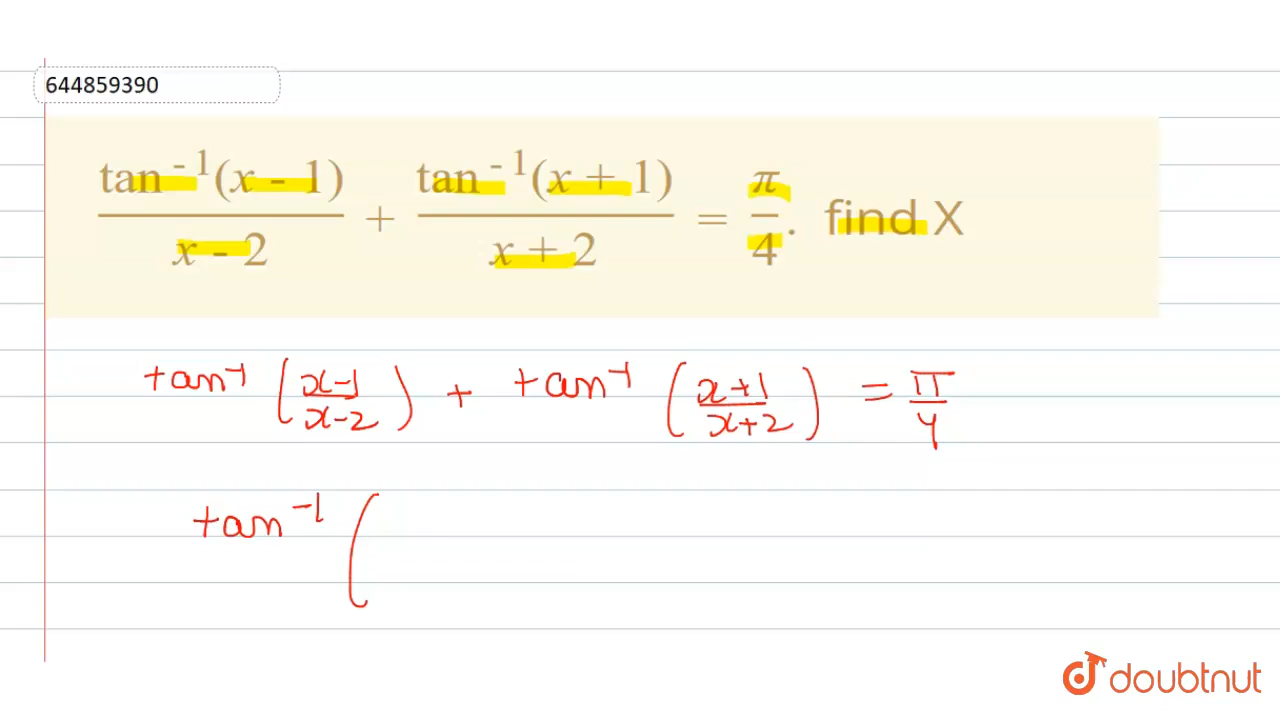 644859390
tan⁻¹(x - 1)/x - 2 + tan⁻¹(x + 1)/x + 2 = π/4. find X
tan⁻¹ (x-1/x-2) + tan⁻¹ (x+1/x+2) = π/4
tan⁻¹ (
doubtnut